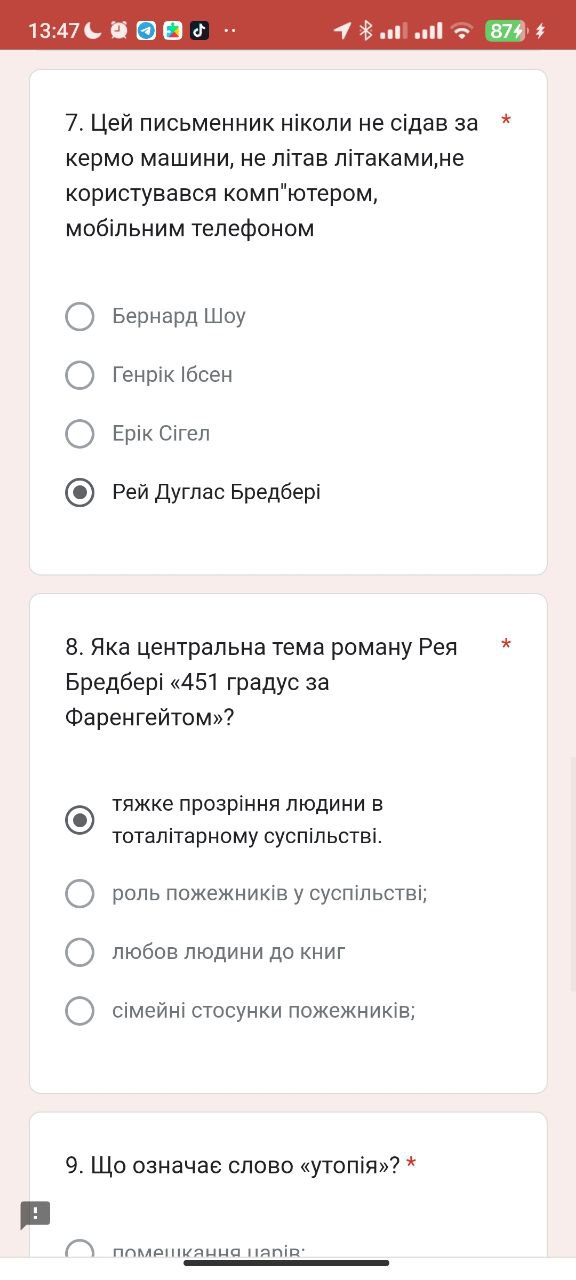 13:47
87
7. Цей письменник ніколи не сідав за *
кермо машини, не літав літаками,не
користувався комп"ютером,
мобільним телефоном
Бернард Шоу
Генрік Ібсен
Ерік Сігел
Рей Дуглас Бредбері
8. Яка центральна тема роману Рея *
Бредбері «451 градус за
Фаренгейтом»?
тяжке прозріння людини в
тоталітарному суспільстві.
роль пожежників у суспільстві;
любов людини до книг
сімейні стосунки пожежників;
9. Що означає слово «утопія»? *
помешкання царів;